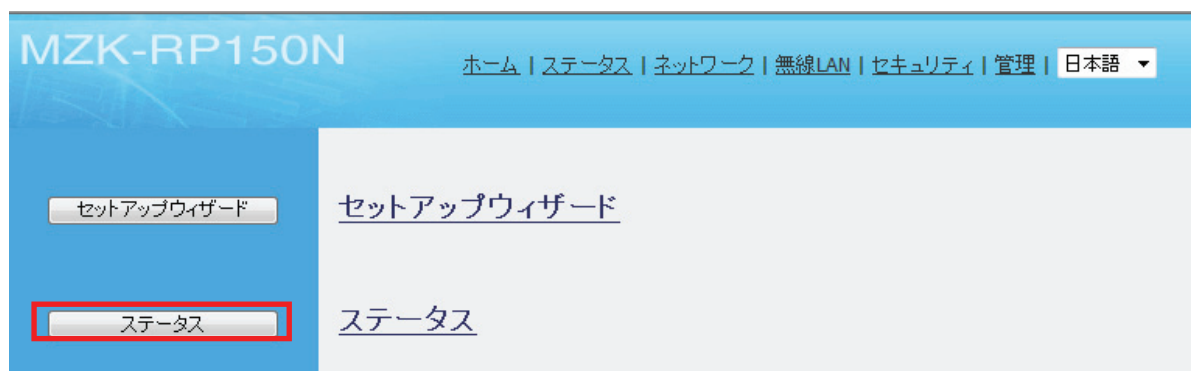 MZK-RP150N
ホーム | ステータス | ネットワーク | 無線LAN | セキュリティ | 管理 | 日本語
セットアップウィザード セットアップウィザード
ステータス ステータス